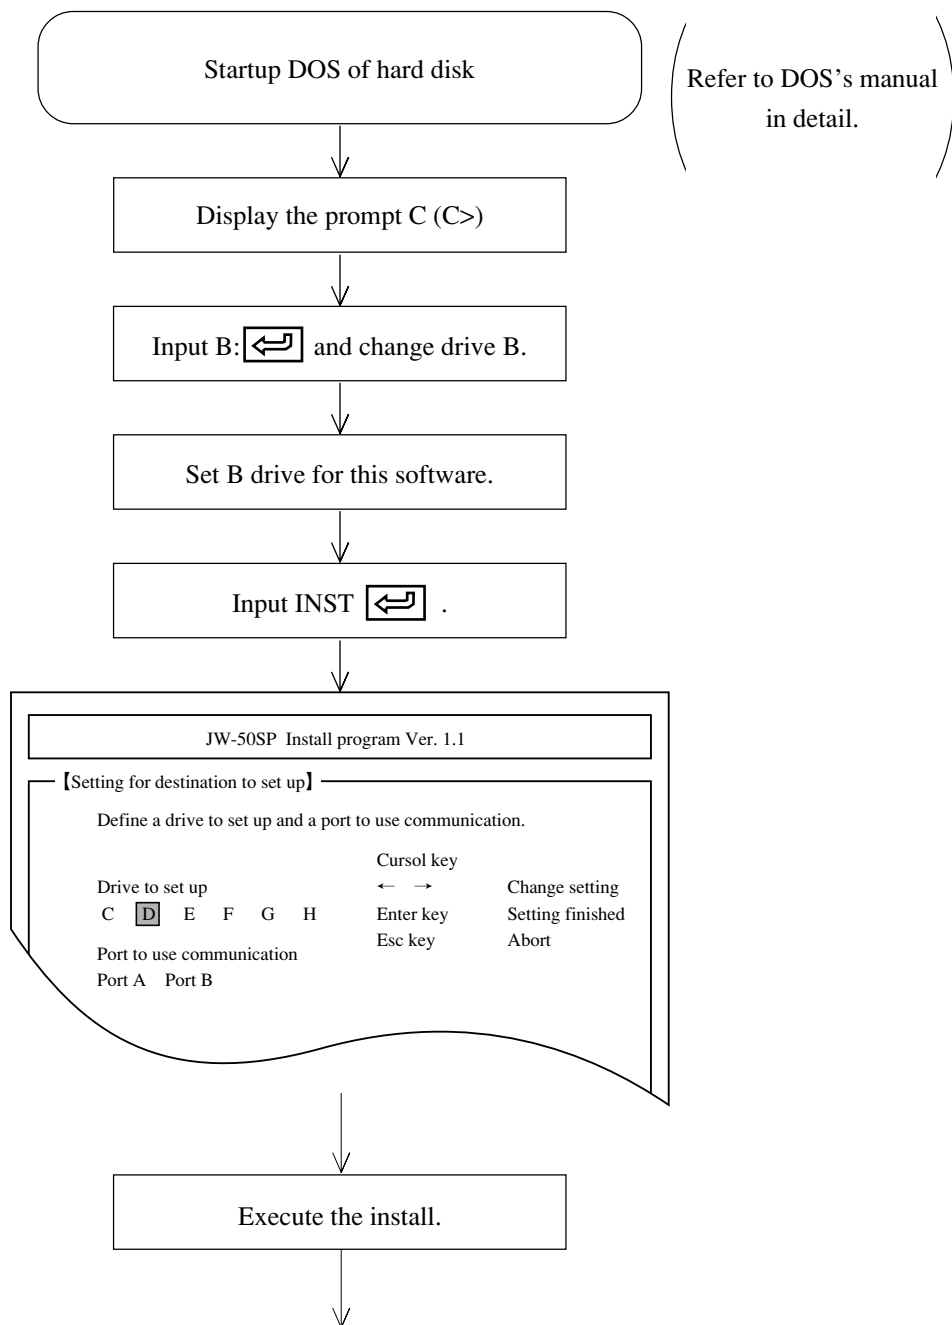 Startup DOS of hard disk
Refer to DOS's manual
in detail.
Display the prompt C (C>)
Input B: and change drive B.
Set B drive for this software.
Input INST .
JW-50SP Install program Ver. 1.1
【Setting for destination to set up】
Define a drive to set up and a port to use communication.
Cursol key
Drive to set up ← → Change setting
C D E F G H Enter key Setting finished
Esc key Abort
Port to use communication
Port A Port B
Execute the install.